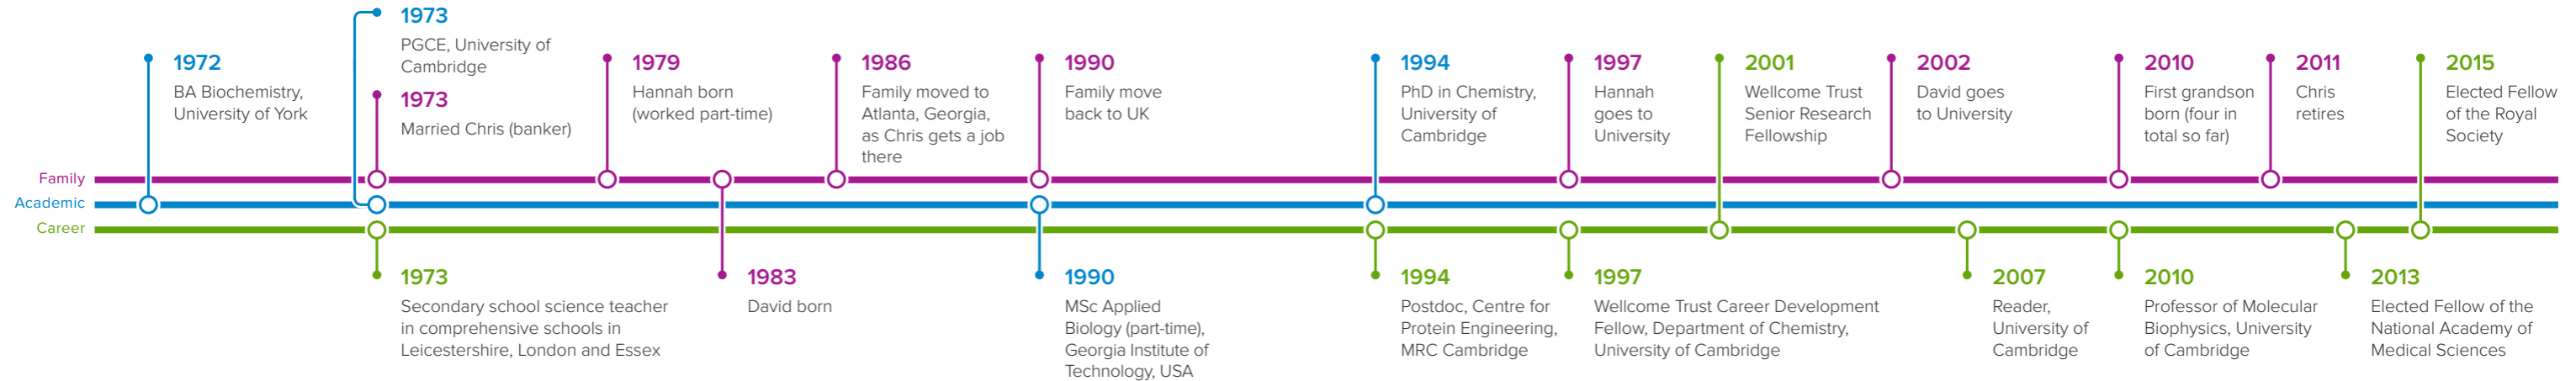 1973
PGCE, University of
Cambridge
1972
BA Biochemistry,
University of York
1973
Married Chris (banker)
1979
Hannah born
(worked part-time)
1986
Family moved to
Atlanta, Georgia,
as Chris gets a job
there
1990
Family move
back to UK
1994
PhD in Chemistry,
University of
Cambridge
1997
Hannah
goes to
University
2001
Wellcome Trust
Senior Research
Fellowship
2002
David goes
to University
2010
First grandson
born (four in
total so far)
2011
Chris
retires
2015
Elected Fellow
of the Royal
Society
Family
Academic
Career
1973
Secondary school science teacher
in comprehensive schools in
Leicestershire, London and Essex
1983
David born
1990
MSc Applied
Biology (part-time),
Georgia Institute of
Technology, USA
1994
Postdoc, Centre for
Protein Engineering,
MRC Cambridge
1997
Wellcome Trust Career Development
Fellow, Department of Chemistry,
University of Cambridge
2007
Reader,
University of
Cambridge
2010
Professor of Molecular
Biophysics, University
of Cambridge
2013
Elected Fellow of the
National Academy of
Medical Sciences